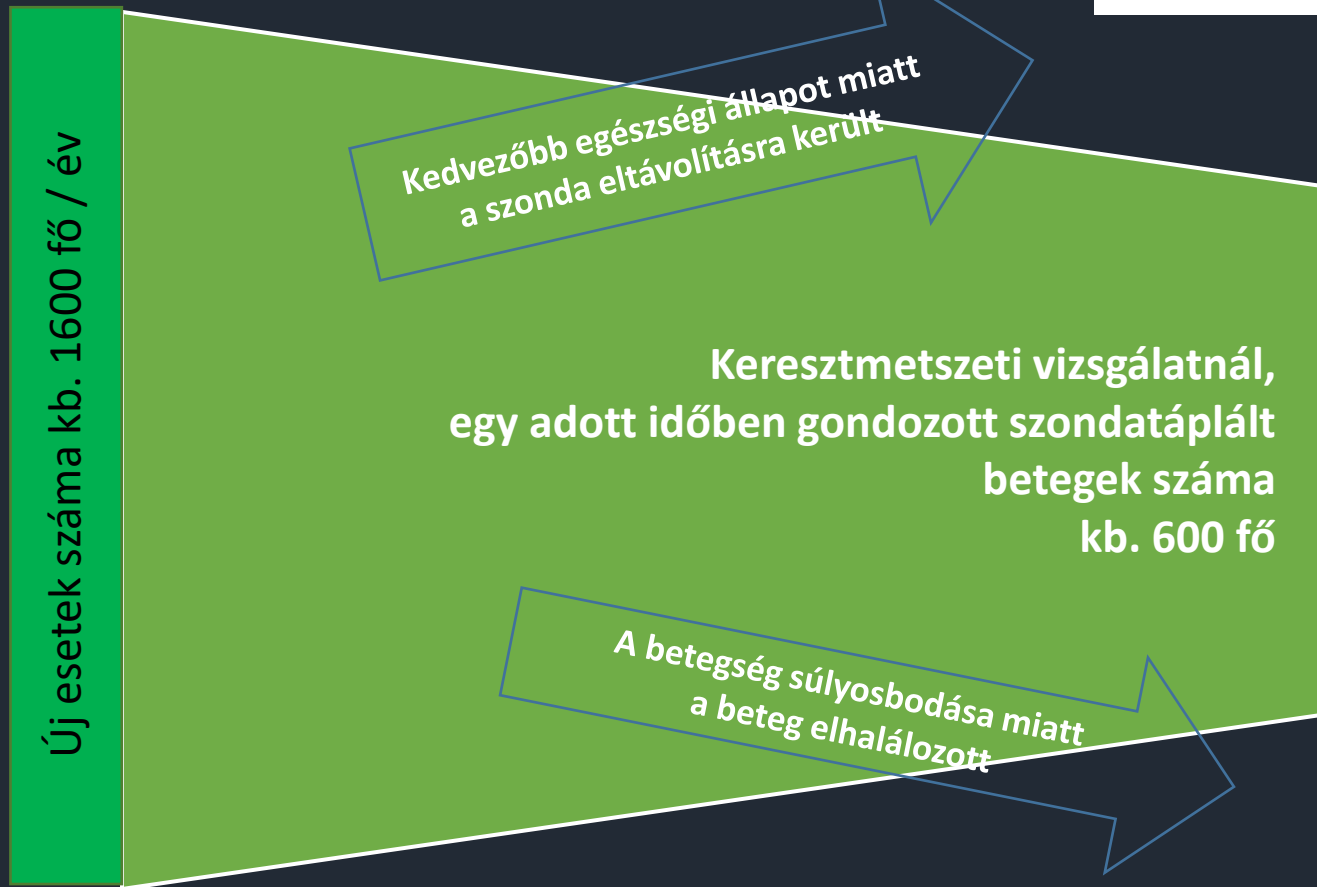 Új esetek száma kb. 1600 fő / év
Kedvezőbb egészségi állapot miatt
a szonda eltávolításra került
Keresztmetszeti vizsgálatnál,
egy adott időben gondozott szondatáplált
betegek száma
kb. 600 fő
A betegség súlyosbodása miatt
a beteg elhalálozott